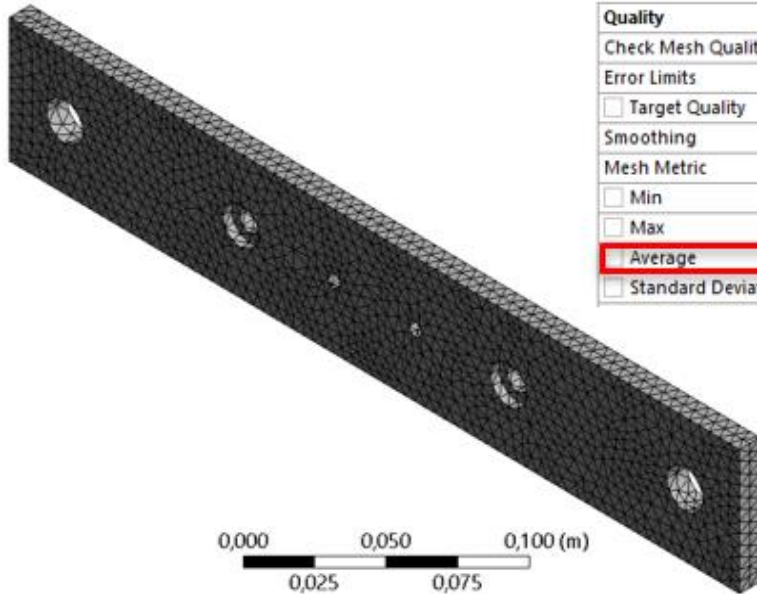 Quality
Check Mesh Qualit
Error Limits
Target Quality
Smoothing
Mesh Metric
Min
Max
Average
Standard Devia
0,000 0,050 0,100 (m)
0,025 0,075